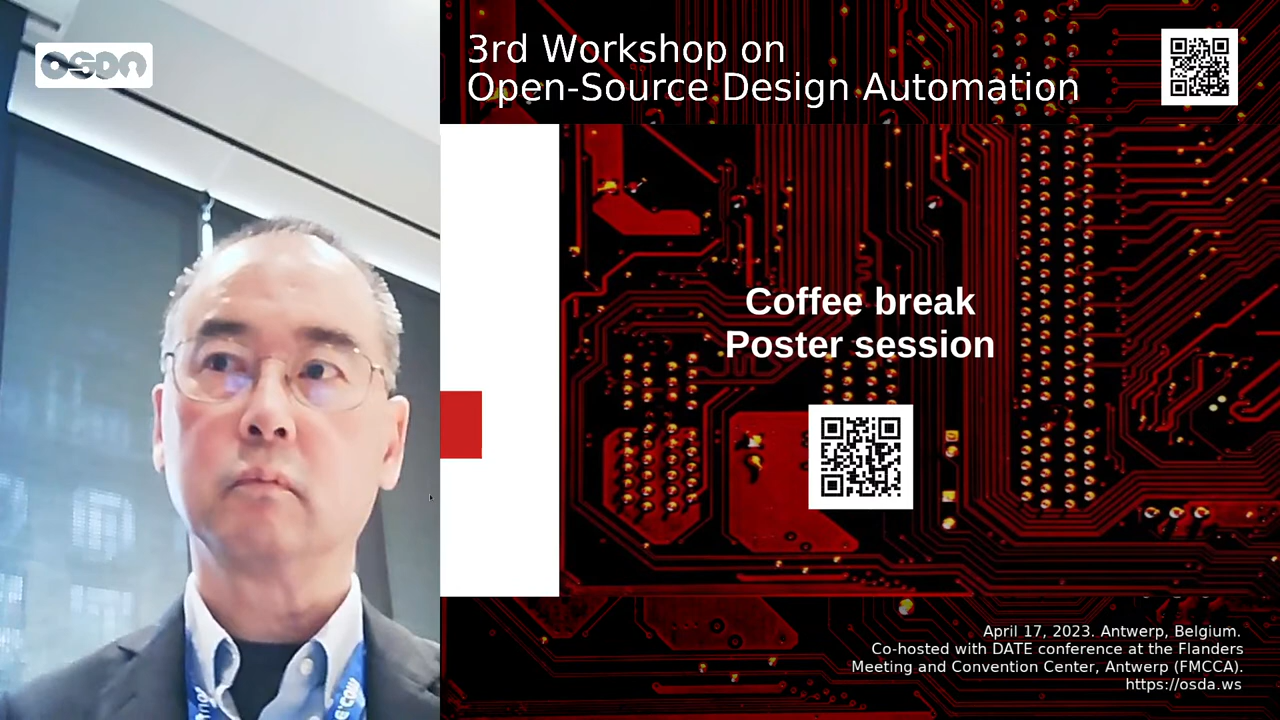 OSDA
3rd Workshop on
Open-Source Design Automation
Coffee break
Poster session
April 17, 2023. Antwerp, Belgium.
Co-hosted with DATE conference at the Flanders
Meeting and Convention Center, Antwerp (FMCCA).
https://osda.ws